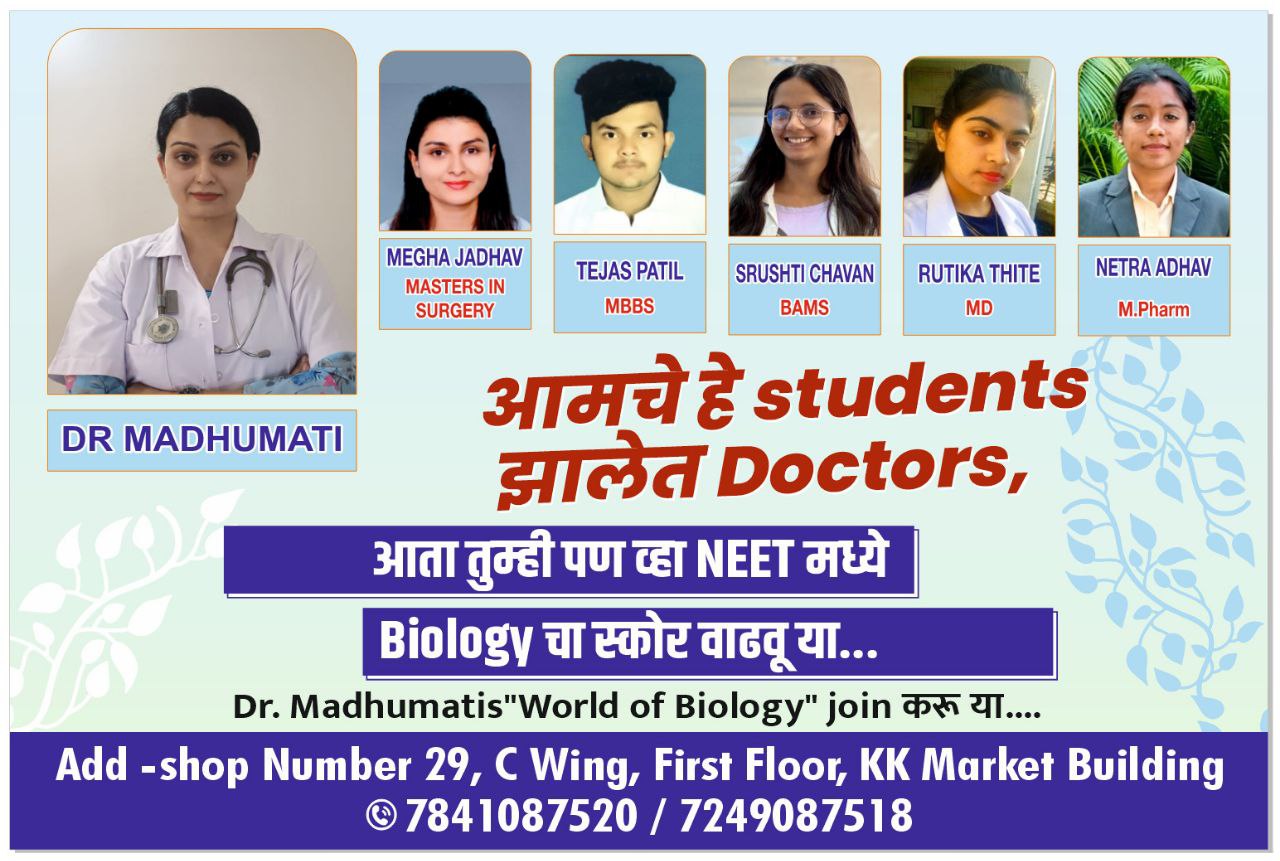 DR MADHUMATI
MEGHA JADHAV
MASTERS IN
SURGERY
TEJAS PATIL
MBBS
SRUSHTI CHAVAN
BAMS
RUTIKA THITE
MD
NETRA ADHAV
M.Pharm
आमचे हे students
झालेत Doctors,
आता तुम्ही पण व्हा NEET मध्ये
Biology चा स्कोर वाढवू या...
Dr. Madhumatis"World of Biology" join करू या....
Add -shop Number 29, C Wing, First Floor, KK Market Building
7841087520 / 7249087518